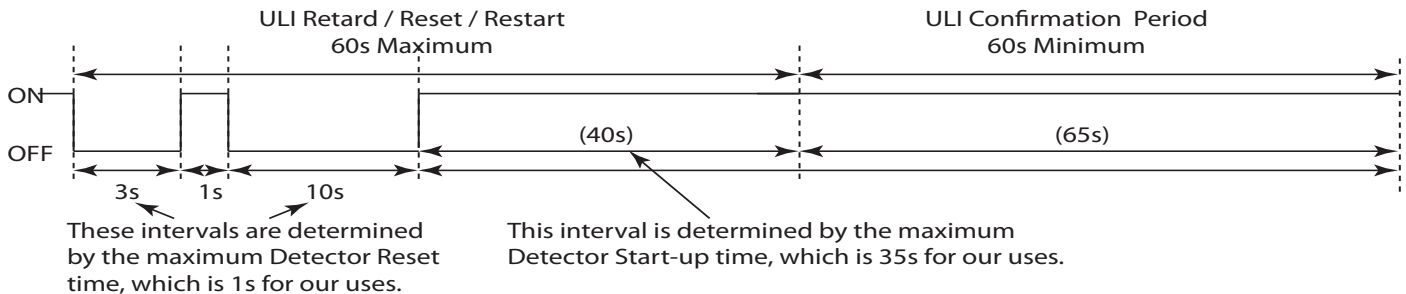 ULI Retard / Reset / Restart
60s Maximum
ULI Confirmation Period
60s Minimum
ON
OFF
(40s)
(65s)
3s
1s
10s
These intervals are determined
by the maximum Detector Reset
time, which is 1s for our uses.
This interval is determined by the maximum
Detector Start-up time, which is 35s for our uses.